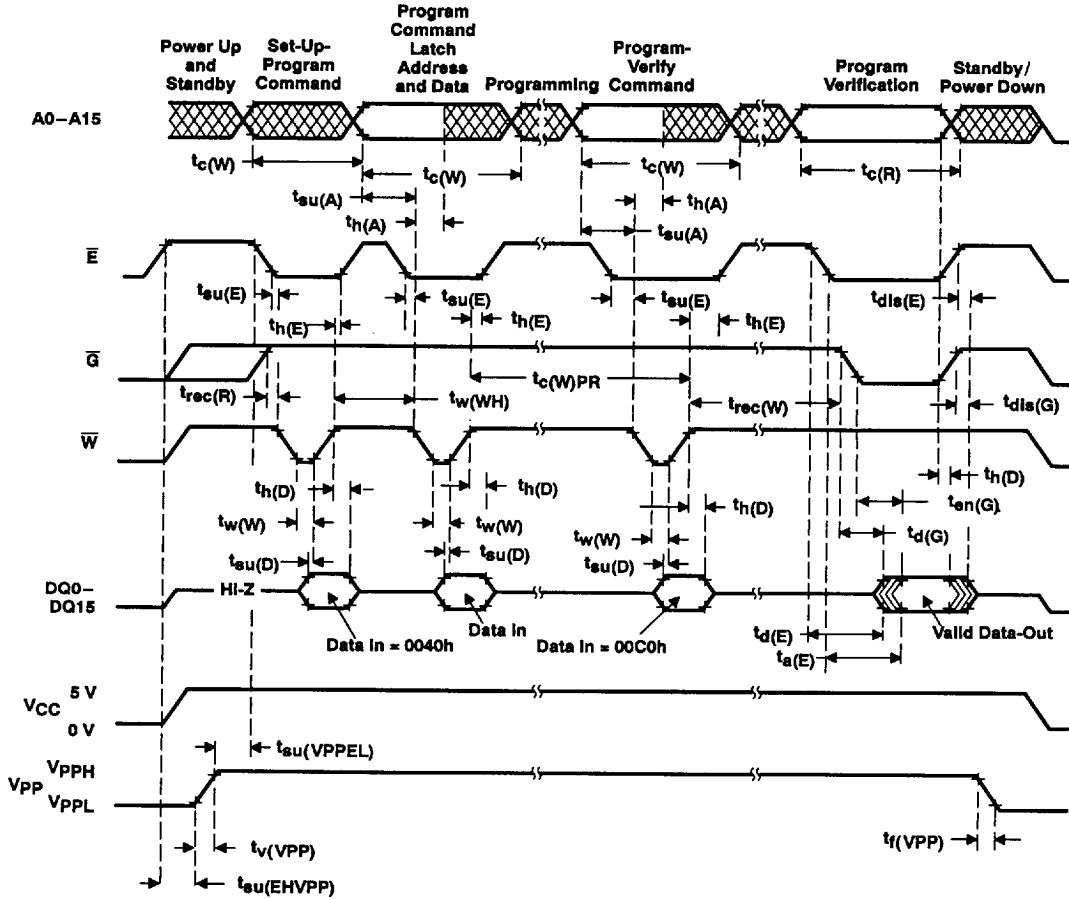 Power Up
and
Standby
Set-Up-
Program
Command
Program
Command
Latch
Address
and Data
Programming
Program-
Verify
Command
Program
Verification
Standby/
Power Down
A0–A15
tc(W)
tc(W)
tc(W)
tc(R)
tsu(A)
th(A)
th(A)
tsu(A)
E
tsu(E)
tsu(E)
tsu(E)
tdis(E)
th(E)
th(E)
th(E)
G
trec(R)
tc(W)PR
tw(WH)
trec(W)
tdis(G)
W
th(D)
th(D)
th(D)
th(D)
ten(G)
tw(W)
tw(W)
tw(W)
td(G)
tsu(D)
tsu(D)
tsu(D)
DQ0–
DQ15
HI-Z
Data In = 0040h
Data In
Data In = 00C0h
Valid Data-Out
td(E)
ta(E)
5 V
VCC
0 V
tsu(VPPEL)
VPPH
VPP
VPPL
tv(VPP)
tf(VPP)
tsu(EHVPP)